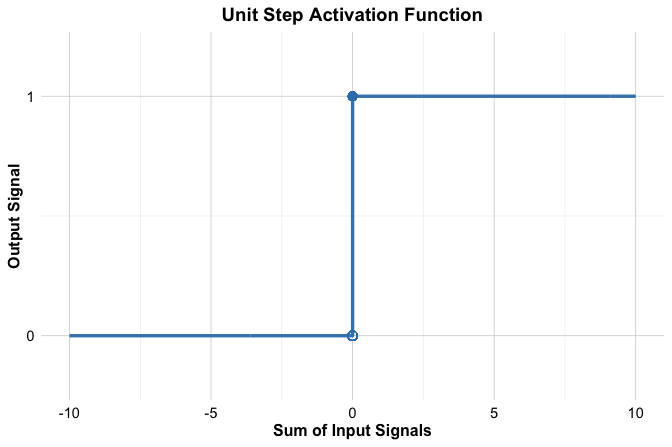 Unit Step Activation Function
Output Signal
1
0
-10 -5 0 5 10
Sum of Input Signals